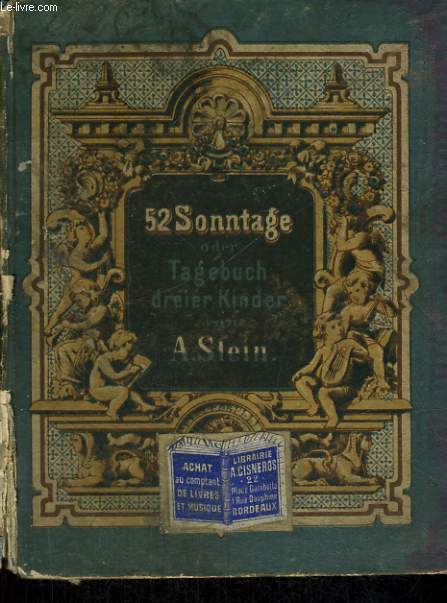 Le-livre.com
52 Sonntage
oder
Tagebuch
dreier Kinder
von
A. Stein.
ACHAT
au comptant
DE LIVRES
ET MUSIQUE
LIBRAIRIE
A CISNEROS
22
Place Gambetta
1 Rue Dauphine
BORDEAUX